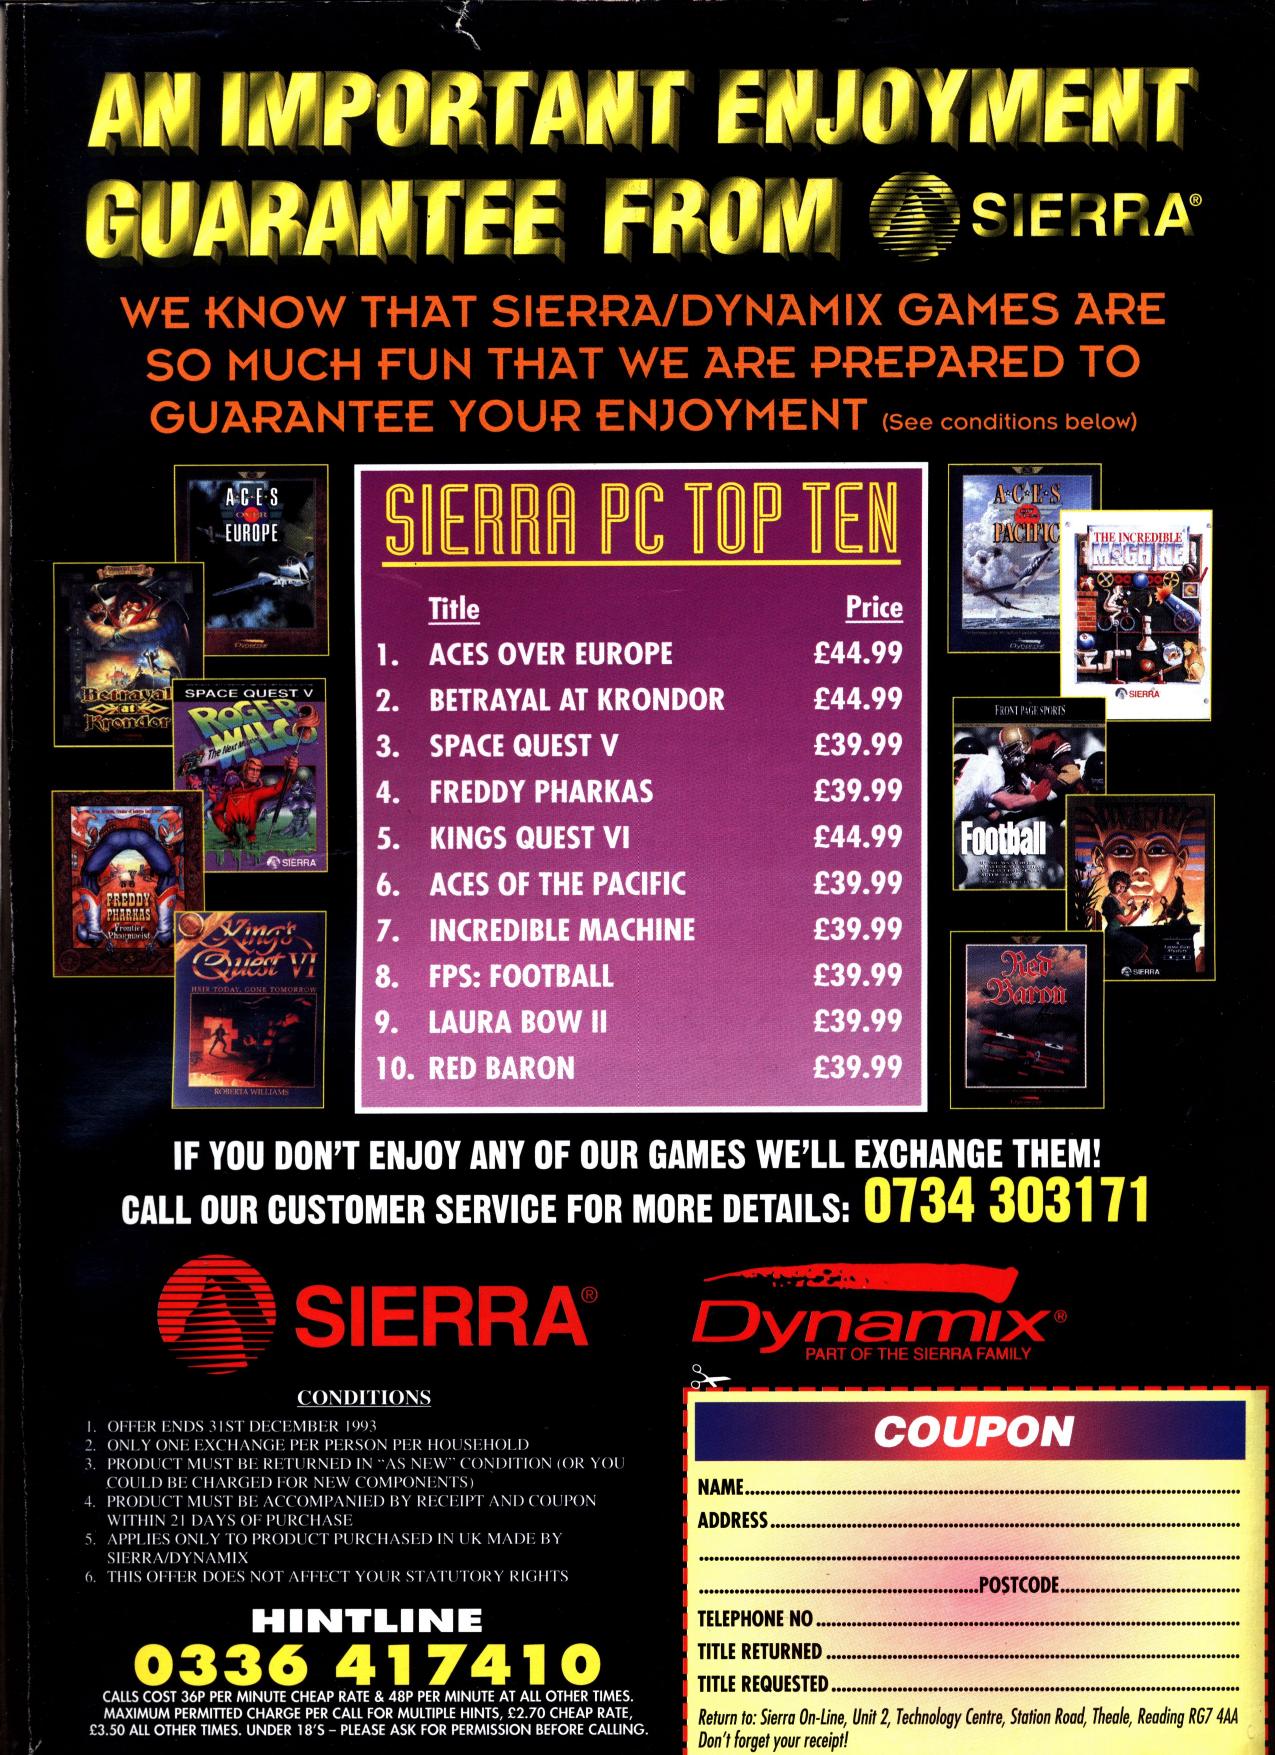 AN IMPORTANT ENJOYMENT
GUARANTEE FROM SIERRA®
WE KNOW THAT SIERRA/DYNAMIX GAMES ARE
SO MUCH FUN THAT WE ARE PREPARED TO
GUARANTEE YOUR ENJOYMENT (See conditions below)
ACES
OVER
EUROPE
DYNAMIX
Betrayal
at
Krondor
SPACE QUEST V
ROGER
WILCO
The Next Mutation
SIERRA
FREDDY
PHARKAS
Frontier
Pharmacist
King's
Quest VI
HEIR TODAY, GONE TOMORROW
ROBERTA WILLIAMS
SIERRA PC TOP TEN
Title Price
1. ACES OVER EUROPE £44.99
2. BETRAYAL AT KRONDOR £44.99
3. SPACE QUEST V £39.99
4. FREDDY PHARKAS £39.99
5. KINGS QUEST VI £44.99
6. ACES OF THE PACIFIC £39.99
7. INCREDIBLE MACHINE £39.99
8. FPS: FOOTBALL £39.99
9. LAURA BOW II £39.99
10. RED BARON £39.99
A·C·E·S
PACIFIC
DYNAMIX
THE INCREDIBLE
MACHINE
SIERRA
FRONT PAGE SPORTS
Football
SIERRA
Red
Baron
IF YOU DON'T ENJOY ANY OF OUR GAMES WE'LL EXCHANGE THEM!
CALL OUR CUSTOMER SERVICE FOR MORE DETAILS: 0734 303171
SIERRA®
Dynamix®
PART OF THE SIERRA FAMILY
CONDITIONS
1. OFFER ENDS 31ST DECEMBER 1993
2. ONLY ONE EXCHANGE PER PERSON PER HOUSEHOLD
3. PRODUCT MUST BE RETURNED IN "AS NEW" CONDITION (OR YOU
COULD BE CHARGED FOR NEW COMPONENTS)
4. PRODUCT MUST BE ACCOMPANIED BY RECEIPT AND COUPON
WITHIN 21 DAYS OF PURCHASE
5. APPLIES ONLY TO PRODUCT PURCHASED IN UK MADE BY
SIERRA/DYNAMIX
6. THIS OFFER DOES NOT AFFECT YOUR STATUTORY RIGHTS
HINTLINE
0336 417410
CALLS COST 36P PER MINUTE CHEAP RATE & 48P PER MINUTE AT ALL OTHER TIMES.
MAXIMUM PERMITTED CHARGE PER CALL FOR MULTIPLE HINTS, £2.70 CHEAP RATE,
£3.50 ALL OTHER TIMES. UNDER 18'S – PLEASE ASK FOR PERMISSION BEFORE CALLING.
COUPON
NAME
ADDRESS
POSTCODE
TELEPHONE NO
TITLE RETURNED
TITLE REQUESTED
Return to: Sierra On-Line, Unit 2, Technology Centre, Station Road, Theale, Reading RG7 4AA
Don't forget your receipt!